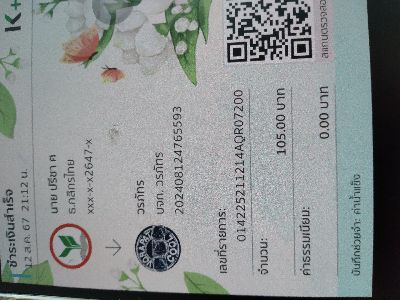 ชำระเงินสำเร็จ
12 ส.ค. 67 21:12 น.
K+
นาย ปรีชา ศ
ธ.กสิกรไทย
xxx-x-x2647-x
VORAPAT
COOL
วรภัทร
บจก. วรภัทร
202408124765593
เลขที่รายการ:
014225211214AQR07200
จำนวน:
105.00 บาท
ค่าธรรมเนียม:
0.00 บาท
สแกนตรวจสอ
บันทึกช่วยจำ: ค่าน้ำแข็ง